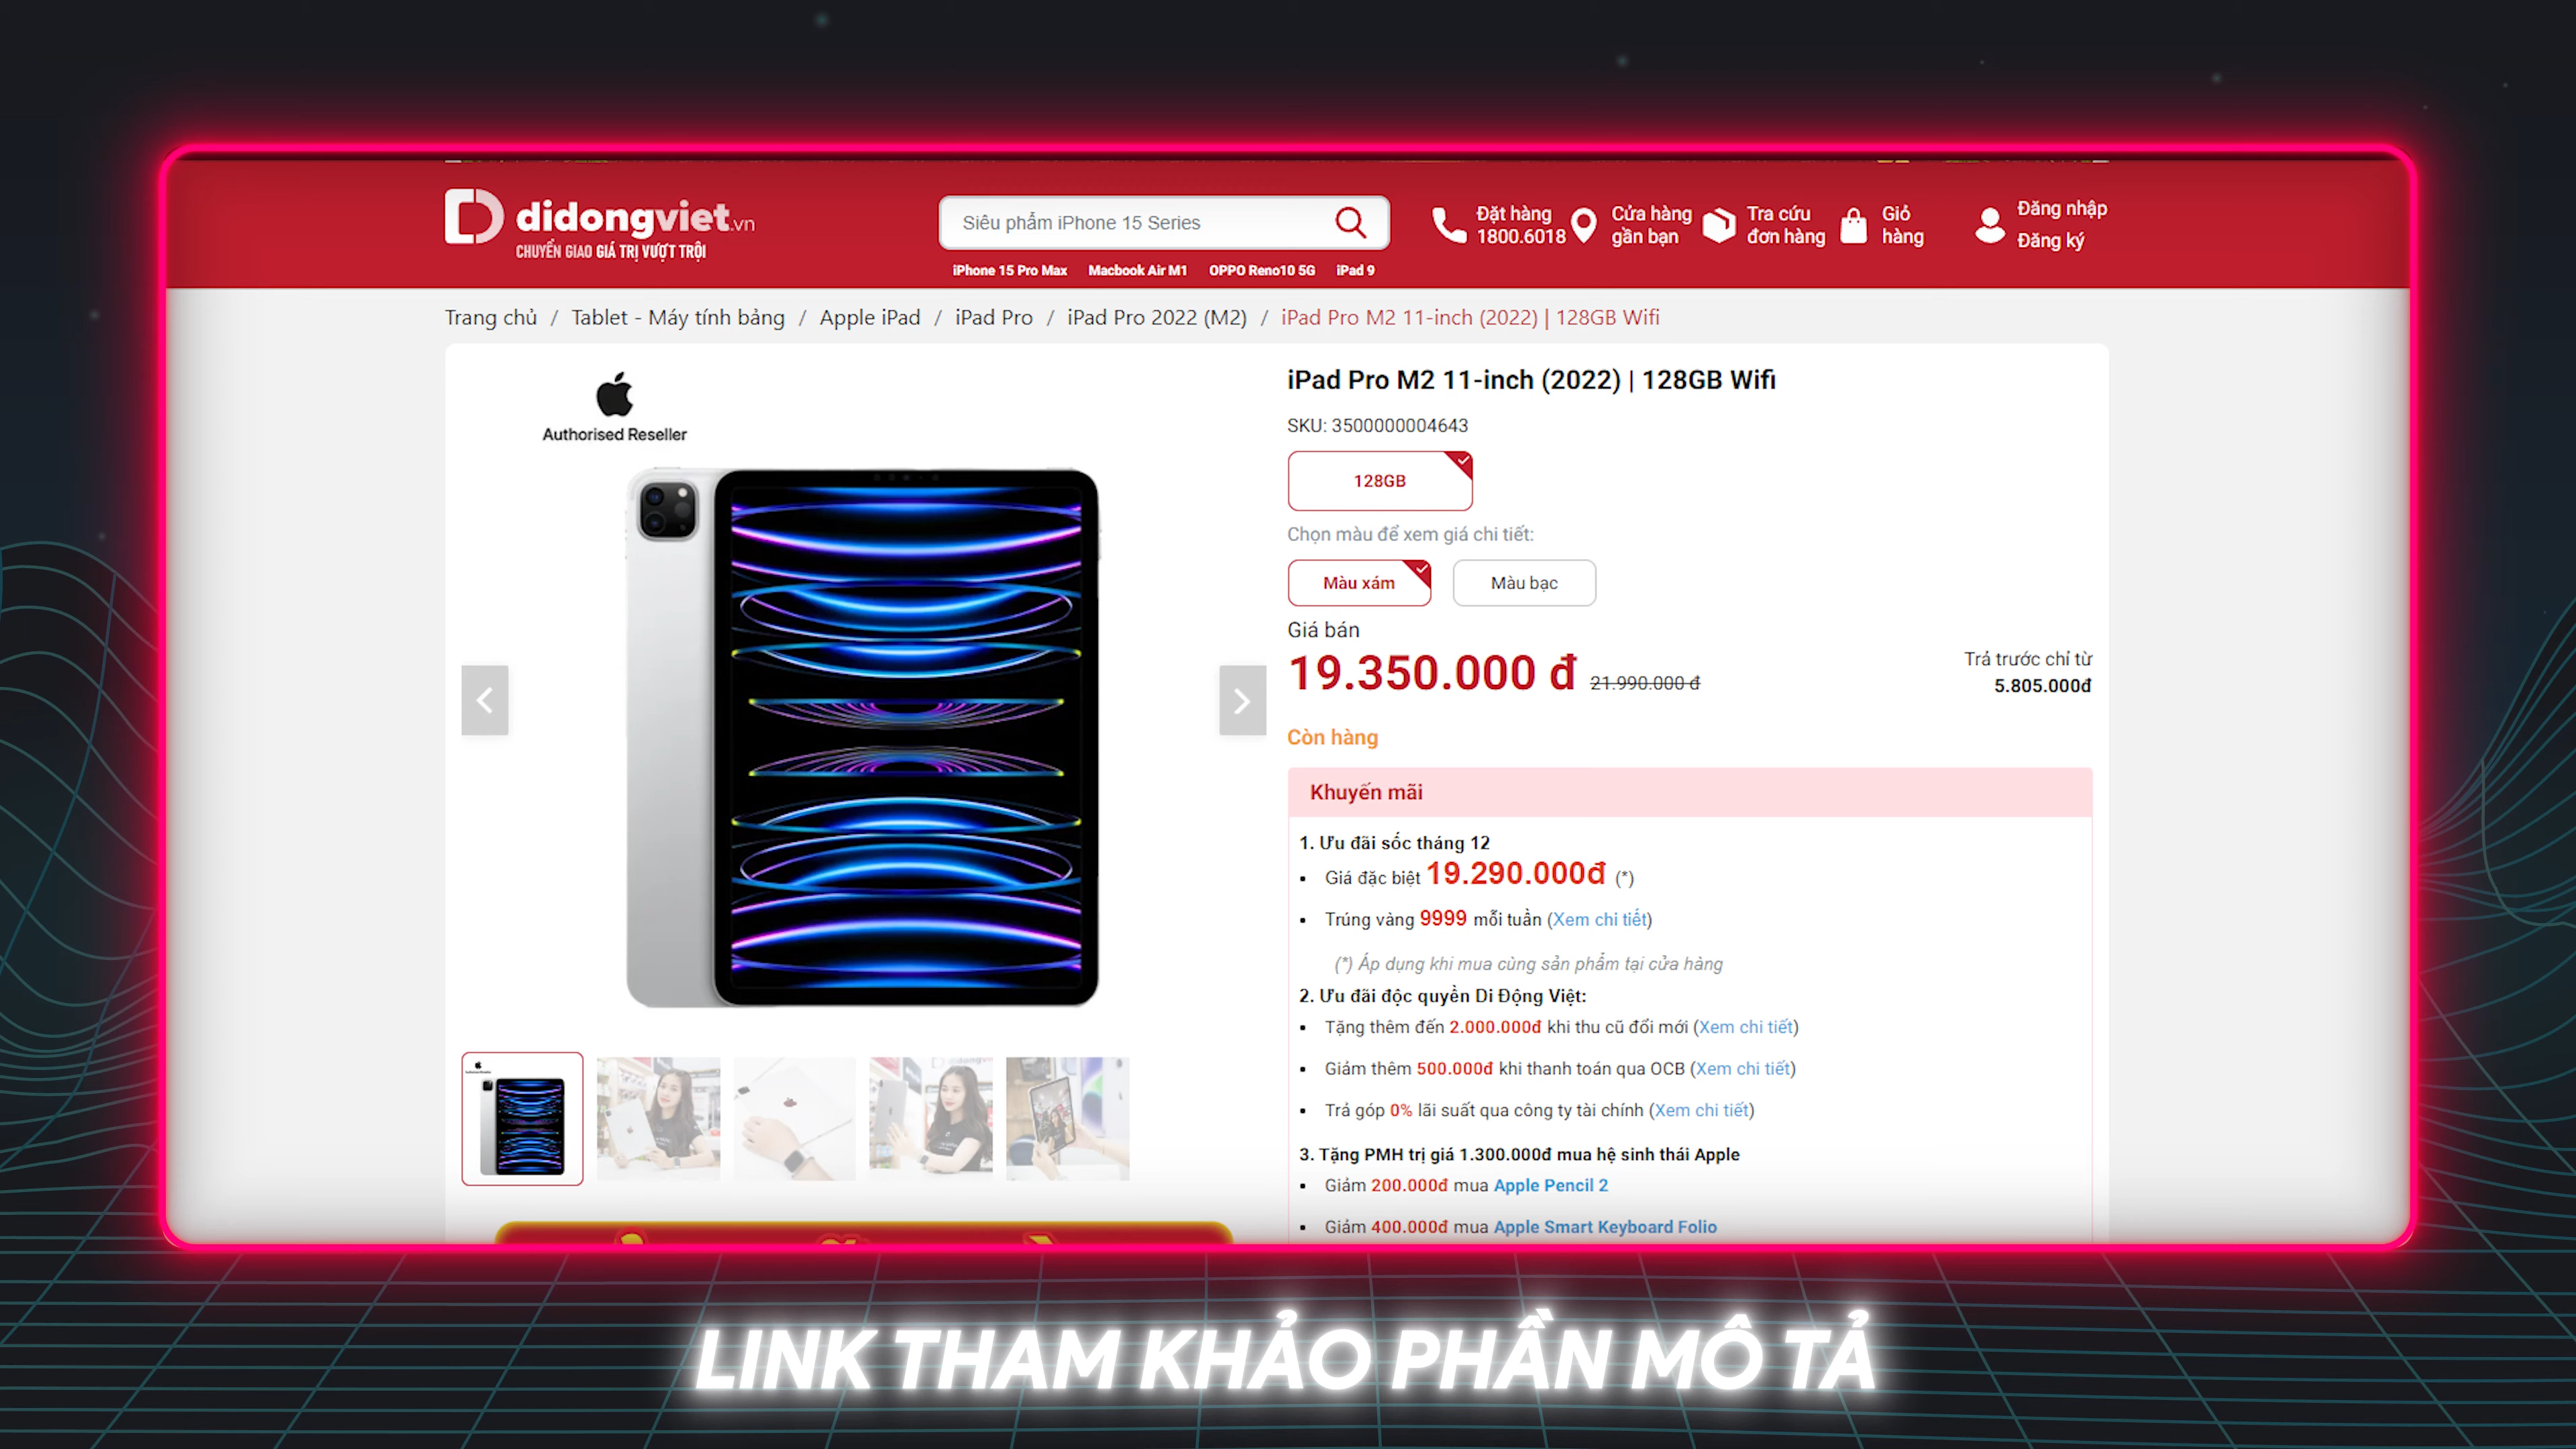 didongviet.vn
CHUYỂN GIAO GIÁ TRỊ VƯỢT TRỘI
Siêu phẩm iPhone 15 Series
iPhone 15 Pro Max
Macbook Air M1
OPPO Reno10 5G
iPad 9
Đặt hàng
1800.6018
Cửa hàng
gần bạn
Tra cứu
đơn hàng
Giỏ
hàng
Đăng nhập
Đăng ký
Trang chủ / Tablet - Máy tính bảng / Apple iPad / iPad Pro / iPad Pro 2022 (M2) / iPad Pro M2 11-inch (2022) | 128GB Wifi
Authorised Reseller
iPad Pro M2 11-inch (2022) | 128GB Wifi
SKU: 3500000004643
128GB
Chọn màu để xem giá chi tiết:
Màu xám
Màu bạc
Giá bán
19.350.000 đ 21.990.000 đ
Trả trước chỉ từ
5.805.000đ
Còn hàng
Khuyến mãi
1. Ưu đãi sốc tháng 12
• Giá đặc biệt 19.290.000đ (*)
• Trúng vàng 9999 mỗi tuần (Xem chi tiết)
(*) Áp dụng khi mua cùng sản phẩm tại cửa hàng
2. Ưu đãi độc quyền Di Động Việt:
• Tặng thêm đến 2.000.000đ khi thu cũ đổi mới (Xem chi tiết)
• Giảm thêm 500.000đ khi thanh toán qua OCB (Xem chi tiết)
• Trả góp 0% lãi suất qua công ty tài chính (Xem chi tiết)
3. Tặng PMH trị giá 1.300.000đ mua hệ sinh thái Apple
• Giảm 200.000đ mua Apple Pencil 2
• Giảm 400.000đ mua Apple Smart Keyboard Folio
LINK THAM KHẢO PHẦN MÔ TẢ